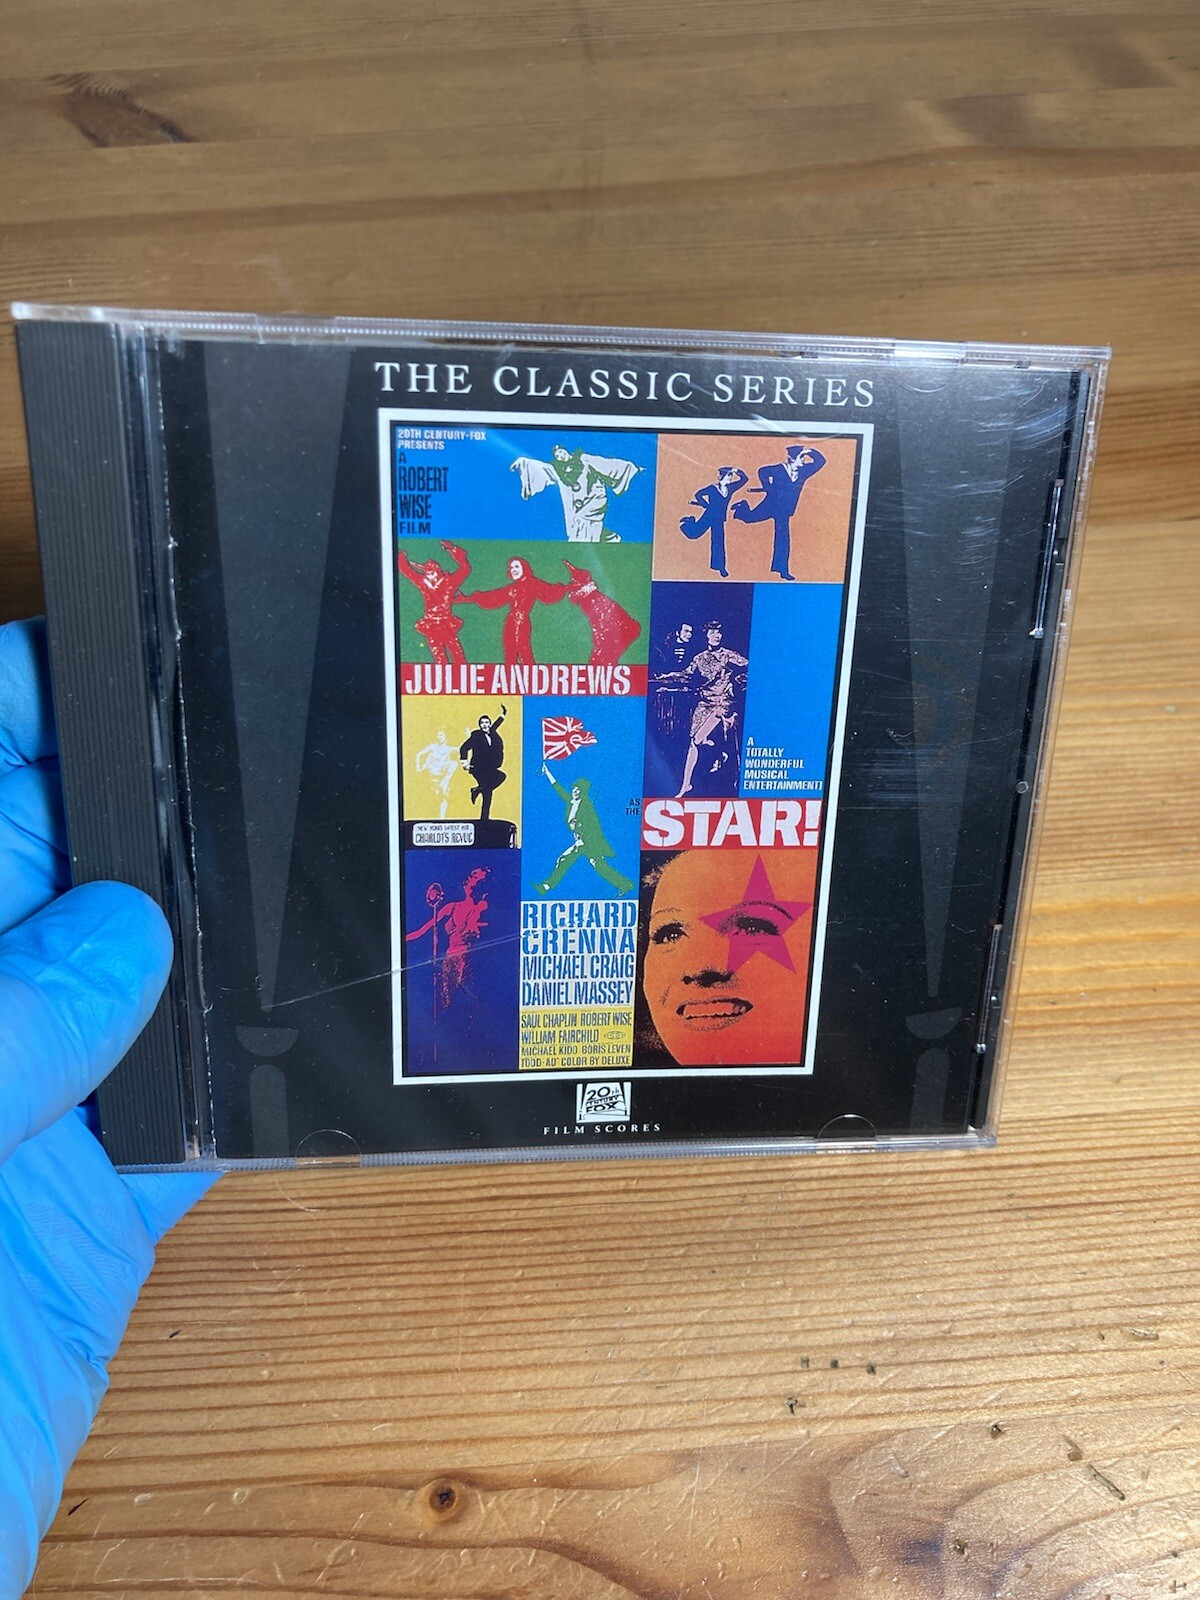 THE CLASSIC SERIES
20TH CENTURY-FOX
PRESENTS
A
ROBERT
WISE
FILM
JULIE ANDREWS
A
TOTALLY
WONDERFUL
MUSICAL
ENTERTAINMENT!
AS
THE
STAR!
NEW YORK'S LATEST HIT
CHARLOT'S REVUE
RICHARD
CRENNA
MICHAEL CRAIG
DANIEL MASSEY
SAUL CHAPLIN ROBERT WISE
WILLIAM FAIRCHILD
MICHAEL KIDD BORIS LEVEN
TODD-AO® COLOR BY DELUXE
20th
CENTURY
FOX
FILM SCORES